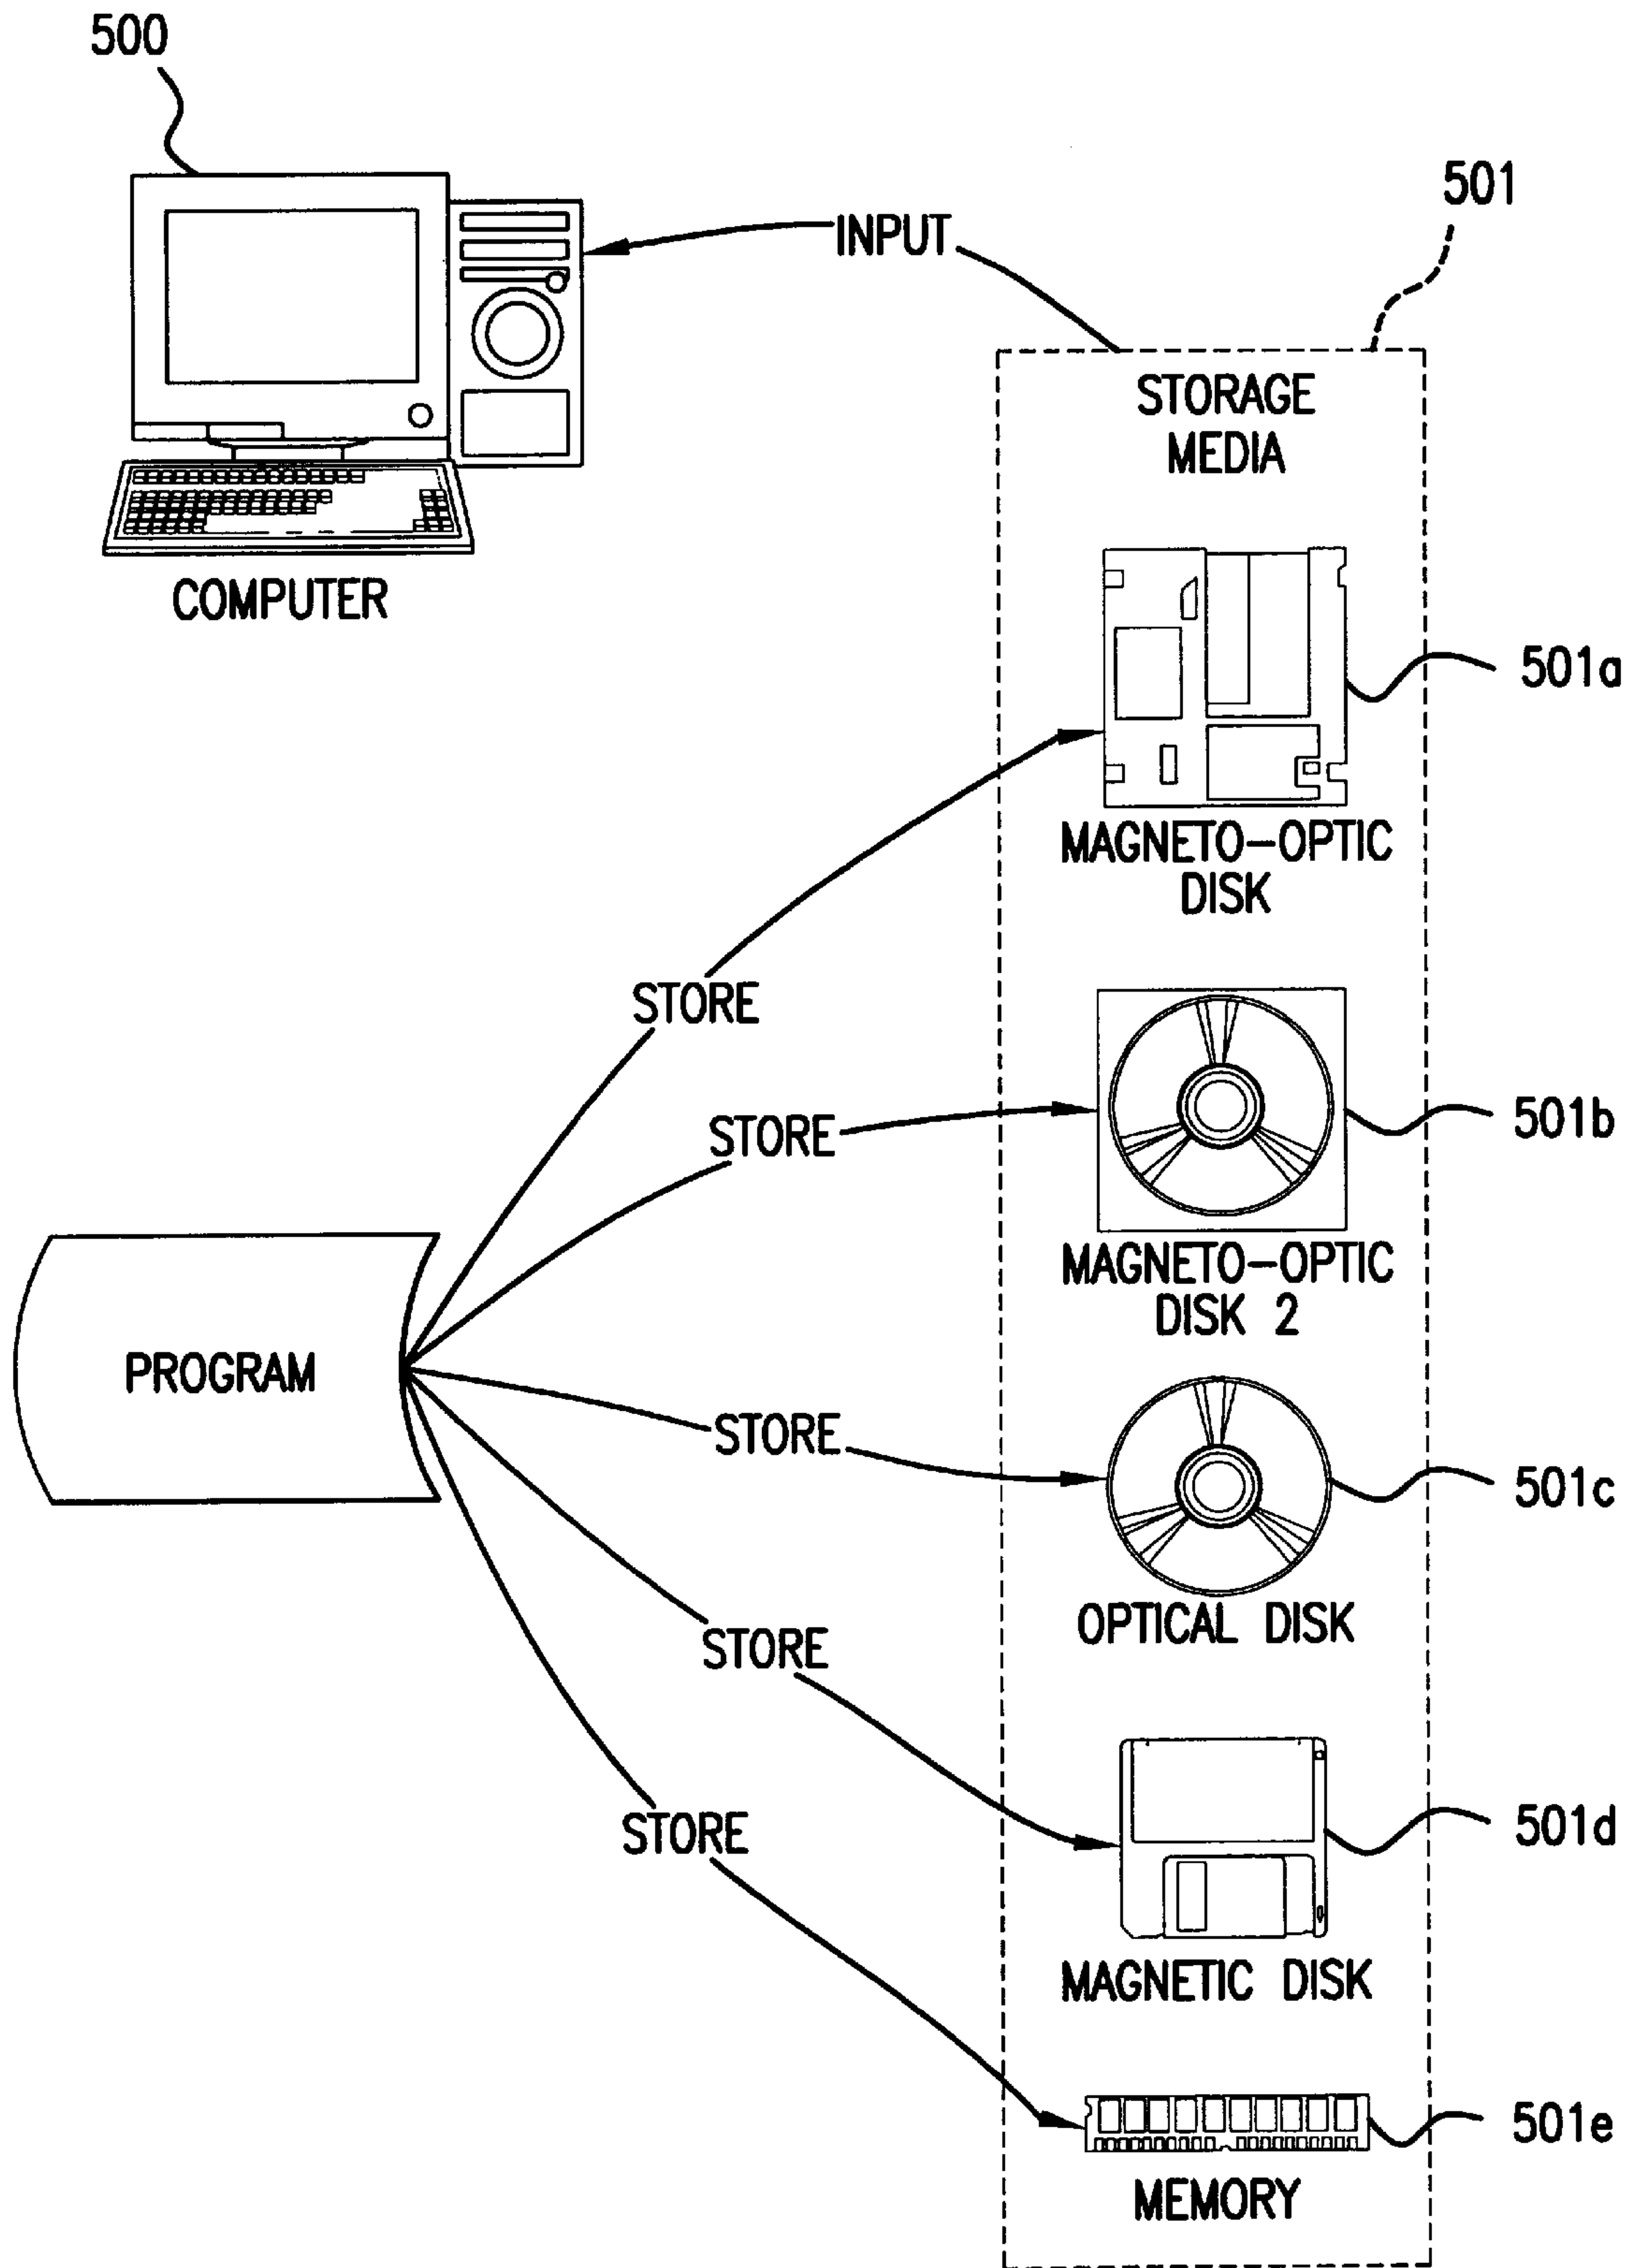 500
501
INPUT
STORAGE
MEDIA
COMPUTER
501a
MAGNETO-OPTIC
DISK
STORE
501b
STORE
MAGNETO-OPTIC
DISK 2
PROGRAM
STORE
501c
OPTICAL DISK
STORE
501d
STORE
MAGNETIC DISK
501e
MEMORY